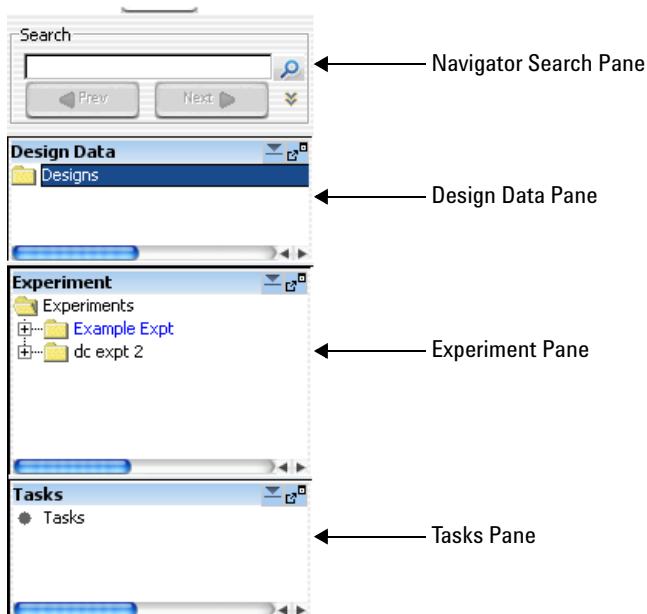 Search
Navigator Search Pane
Prev Next
Design Data
Designs
Design Data Pane
Experiment
Experiments
Example Expt
dc expt 2
Experiment Pane
Tasks
Tasks
Tasks Pane